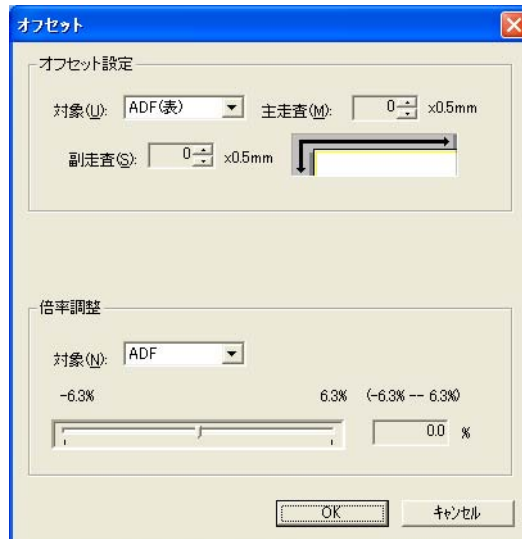 オフセット
オフセット設定
対象(U): ADF(表) 主走査(M): 0 x0.5mm
副走査(S): 0 x0.5mm
倍率調整
対象(N): ADF
-6.3% 6.3% (-6.3% -- 6.3%)
0.0 %
OK キャンセル